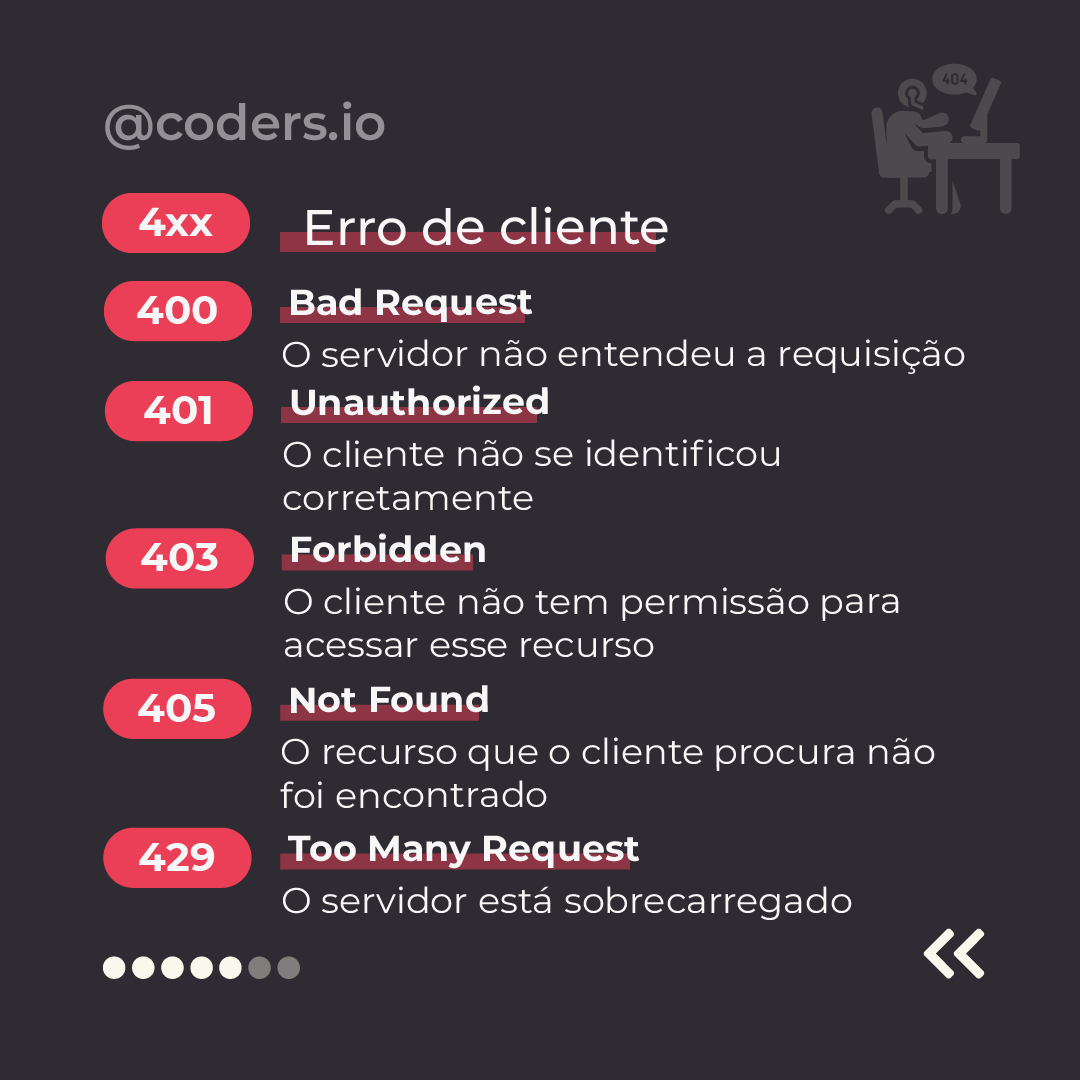 404
@coders.io
4xx Erro de cliente
400 Bad Request
O servidor não entendeu a requisição
401 Unauthorized
O cliente não se identificou
corretamente
403 Forbidden
O cliente não tem permissão para
acessar esse recurso
405 Not Found
O recurso que o cliente procura não
foi encontrado
429 Too Many Request
O servidor está sobrecarregado